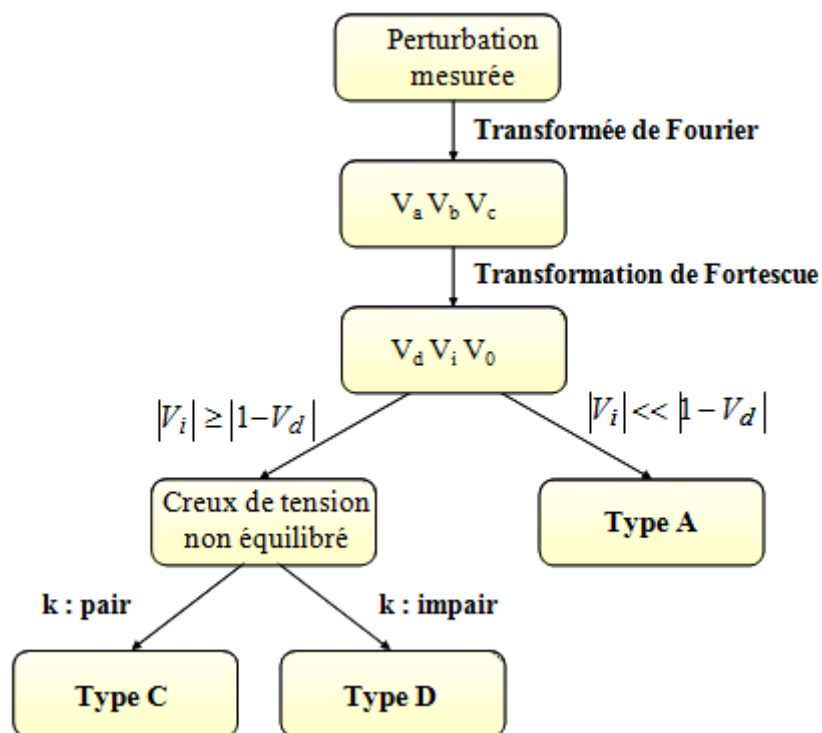 Perturbation
mesurée
Transformée de Fourier
Va Vb Vc
Transformation de Fortescue
Vd Vi V0
|Vi| ≥ |1−Vd|
|Vi| << |1−Vd|
Creux de tension
non équilibré
Type A
k : pair
k : impair
Type C
Type D